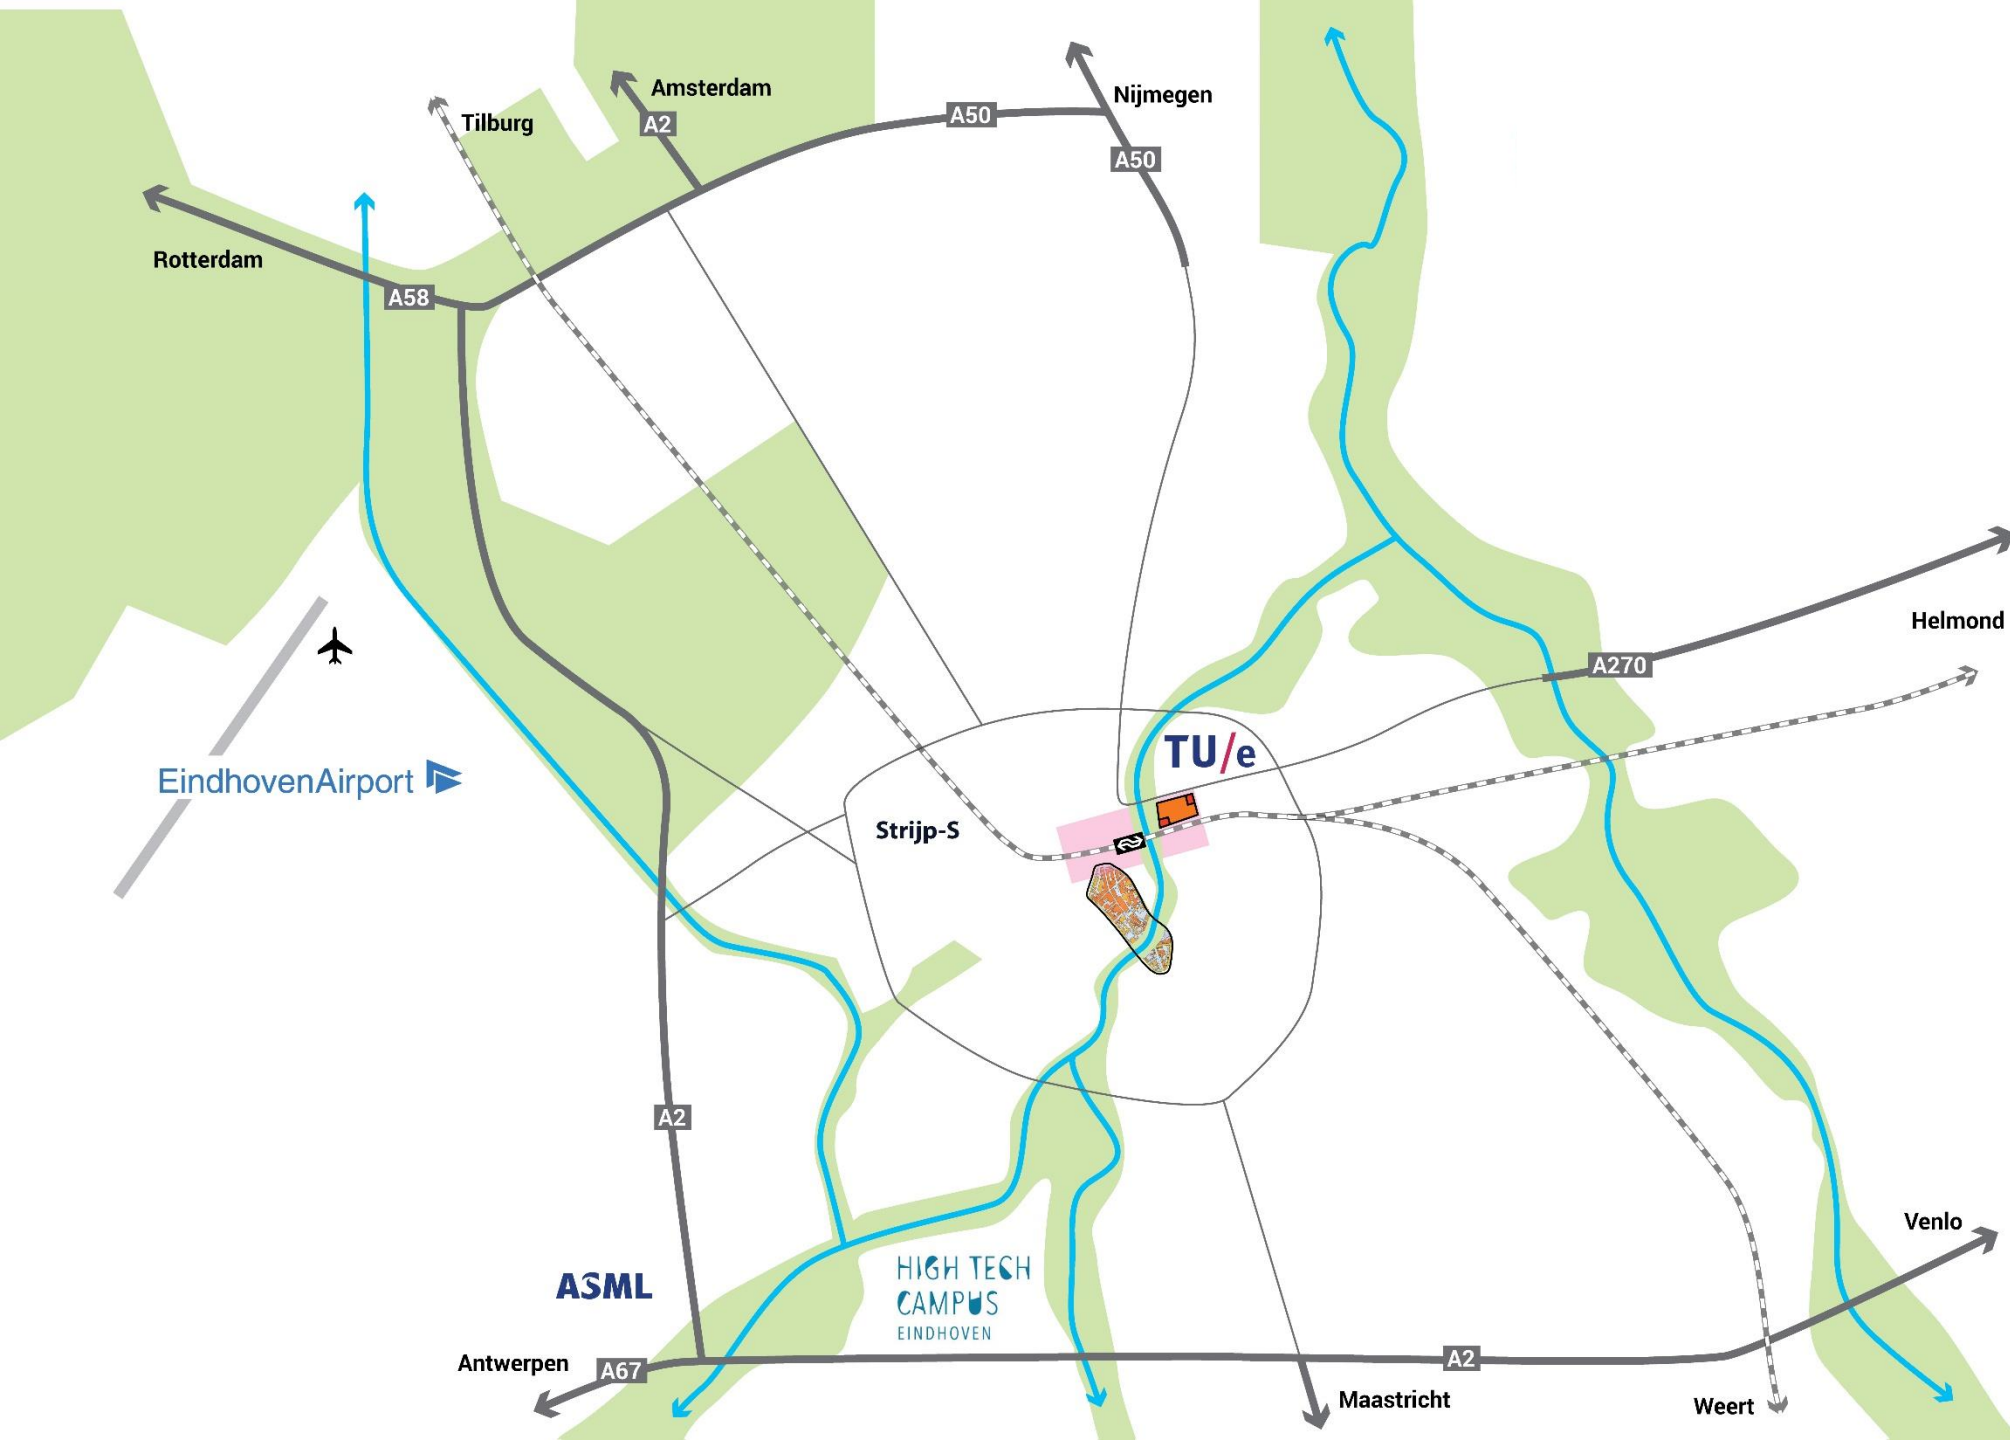 Amsterdam
Nijmegen
Tilburg
A2
A50
A50
Rotterdam
A58
Helmond
A270
TU/e
EindhovenAirport
Strijp-S
A2
Venlo
HIGH TECH
CAMPUS
EINDHOVEN
ASML
Antwerpen
A67
A2
Maastricht
Weert